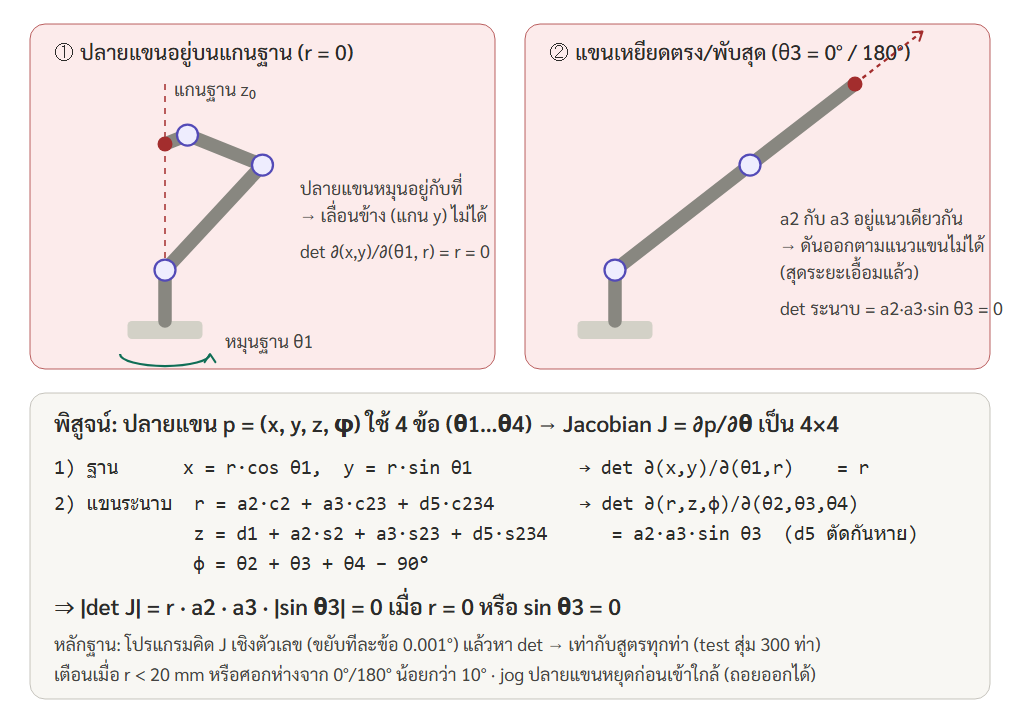 ① ปลายแขนอยู่บนแกนฐาน (r = 0)
แกนฐาน z₀
ปลายแขนหมุนอยู่กับที่
→ เลื่อนข้าง (แกน y) ไม่ได้
det ∂(x,y)/∂(θ1, r) = r = 0
หมุนฐาน θ1
② แขนเหยียดตรง/พับสุด (θ3 = 0° / 180°)
a2 กับ a3 อยู่แนวเดียวกัน
→ ดันออกตามแนวแขนไม่ได้
(สุดระยะเอื้อมแล้ว)
det ระนาบ = a2·a3·sin θ3 = 0
พิสูจน์: ปลายแขน p = (x, y, z, φ) ใช้ 4 ข้อ (θ1…θ4) → Jacobian J = ∂p/∂θ เป็น 4×4
1) ฐาน x = r·cos θ1, y = r·sin θ1 → det ∂(x,y)/∂(θ1,r) = r
2) แขนระนาบ r = a2·c2 + a3·c23 + d5·c234 → det ∂(r,z,φ)/∂(θ2,θ3,θ4)
z = d1 + a2·s2 + a3·s23 + d5·s234 = a2·a3·sin θ3 (d5 ตัดกันหาย)
φ = θ2 + θ3 + θ4 − 90°
⇒ |det J| = r · a2 · a3 · |sin θ3| = 0 เมื่อ r = 0 หรือ sin θ3 = 0
หลักฐาน: โปรแกรมคิด J เชิงตัวเลข (ขยับทีละข้อ 0.001°) แล้วหา det → เท่ากับสูตรทุกท่า (test สุ่ม 300 ท่า)
เตือนเมื่อ r < 20 mm หรือศอกห่างจาก 0°/180° น้อยกว่า 10° · jog ปลายแขนหยุดก่อนเข้าใกล้ (ถอยออกได้)